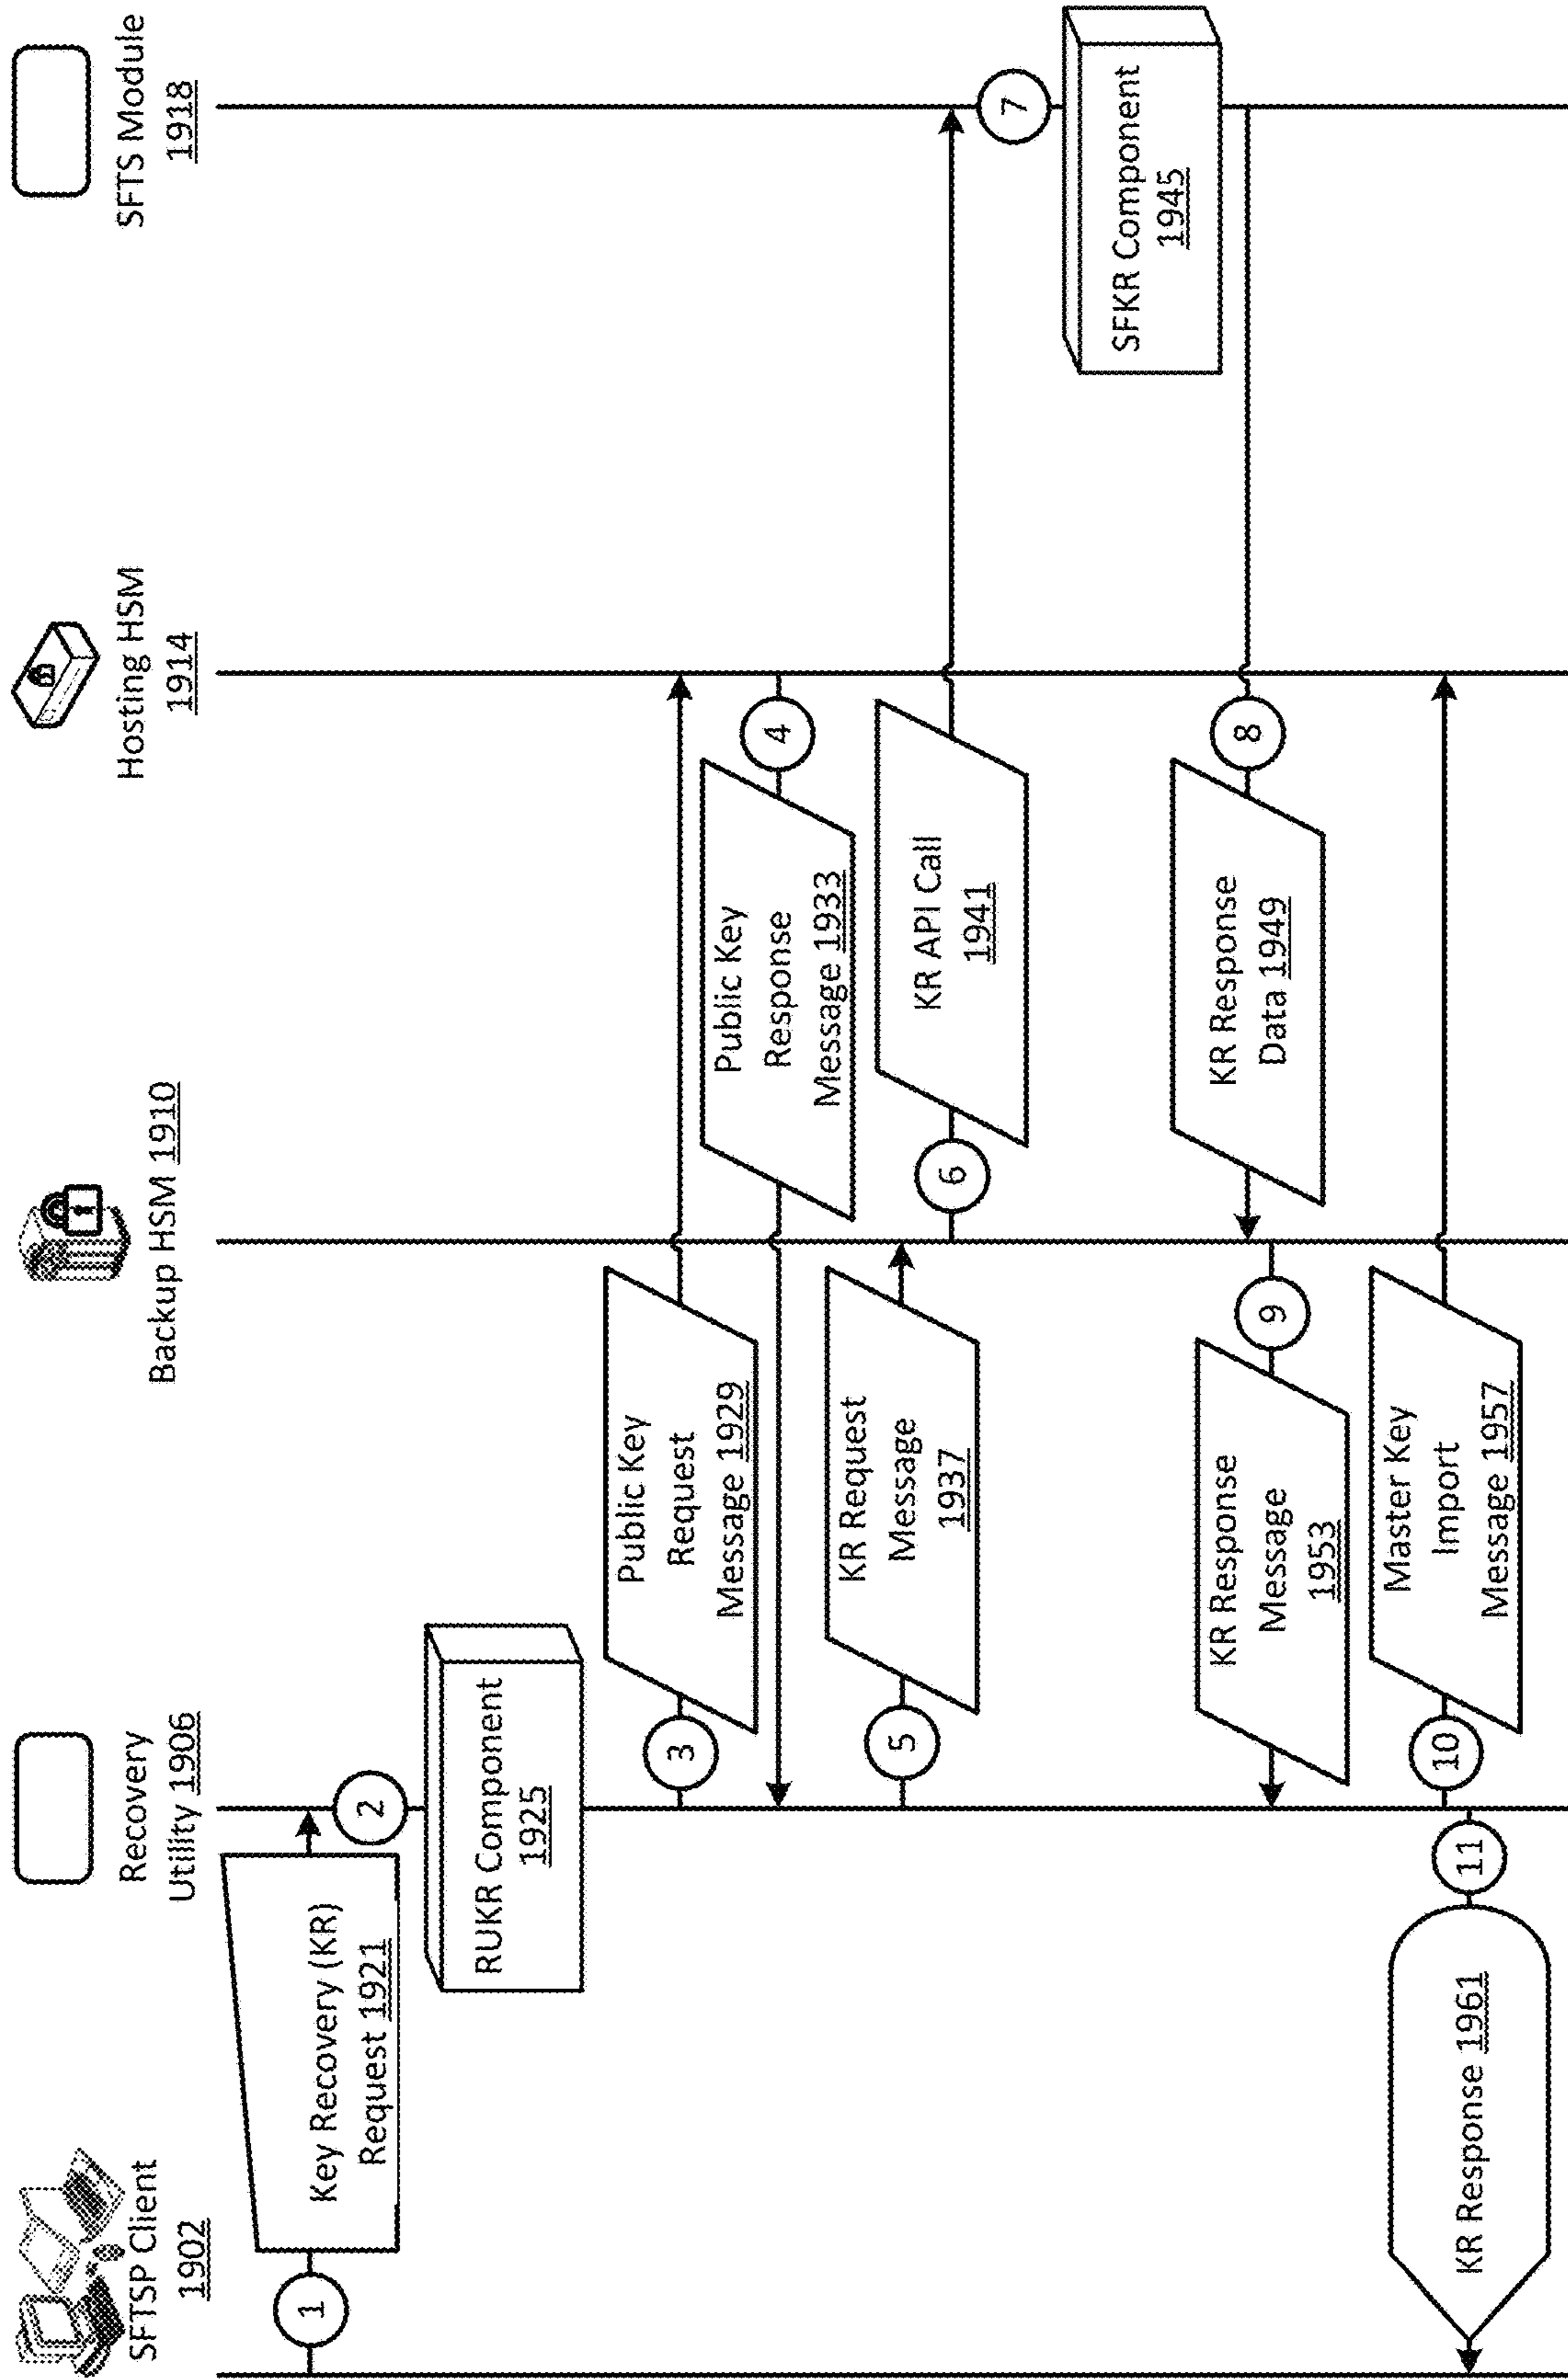 SFTSP Client
1902
Recovery
Utility 1906
Backup HSM 1910
Hosting HSM
1914
SFTS Module
1918
1
Key Recovery (KR)
Request 1921
2
RUKR Component
1925
3
Public Key
Request
Message 1929
4
Public Key
Response
Message 1933
5
KR Request
Message
1937
6
KR API Call
1941
7
SFKR Component
1945
8
KR Response
Data 1949
9
KR Response
Message
1953
10
Master Key
Import
Message 1957
11
KR Response 1961